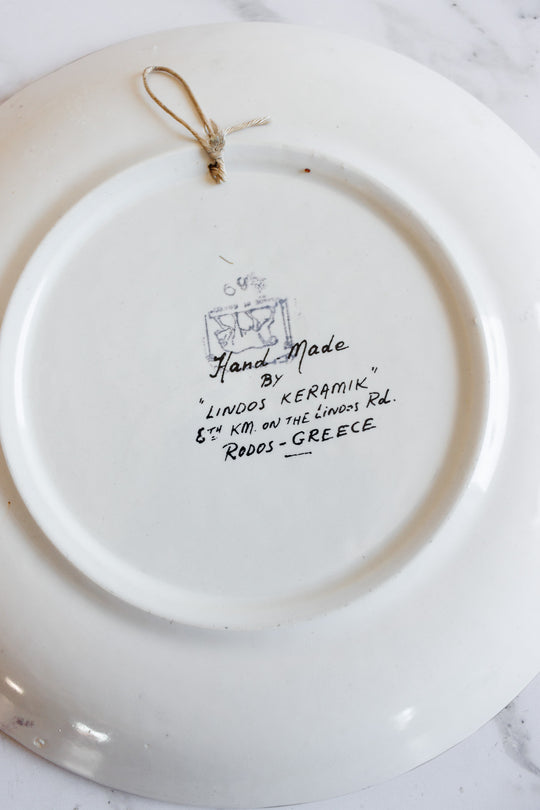 Hand Made
BY
"LINDOS KERAMIK"
8TH KM. ON THE LINDOS Rd.
RODOS - GREECE